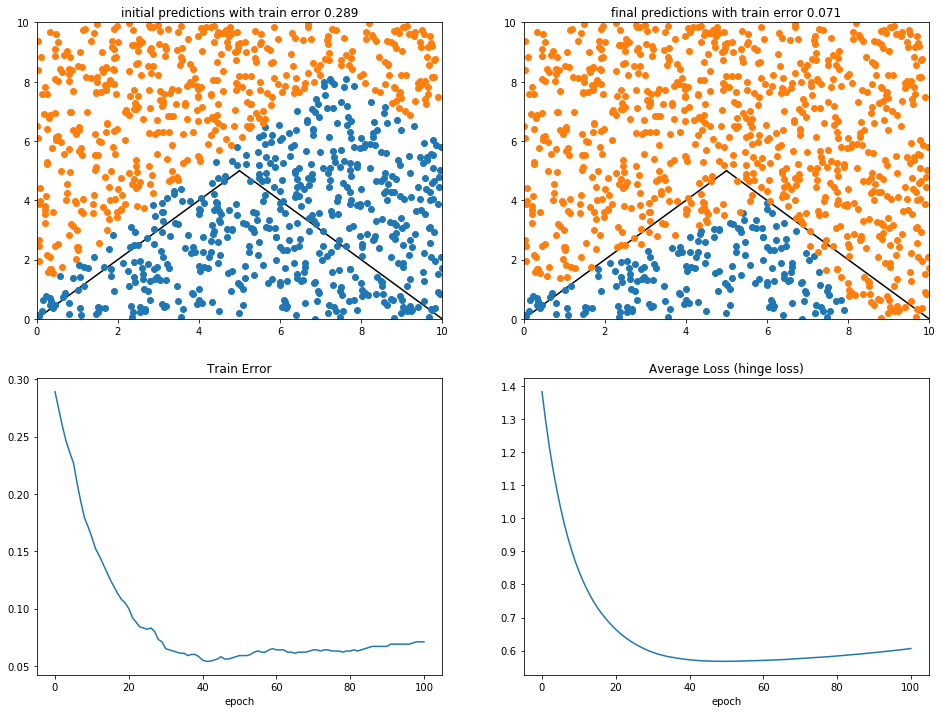 initial predictions with train error 0.289
10
8
6
4
2
0
0 2 4 6 8 10
final predictions with train error 0.071
10
8
6
4
2
0
0 2 4 6 8 10
Train Error
0.30
0.25
0.20
0.15
0.10
0.05
0 20 40 60 80 100
epoch
Average Loss (hinge loss)
1.4
1.3
1.2
1.1
1.0
0.9
0.8
0.7
0.6
0 20 40 60 80 100
epoch